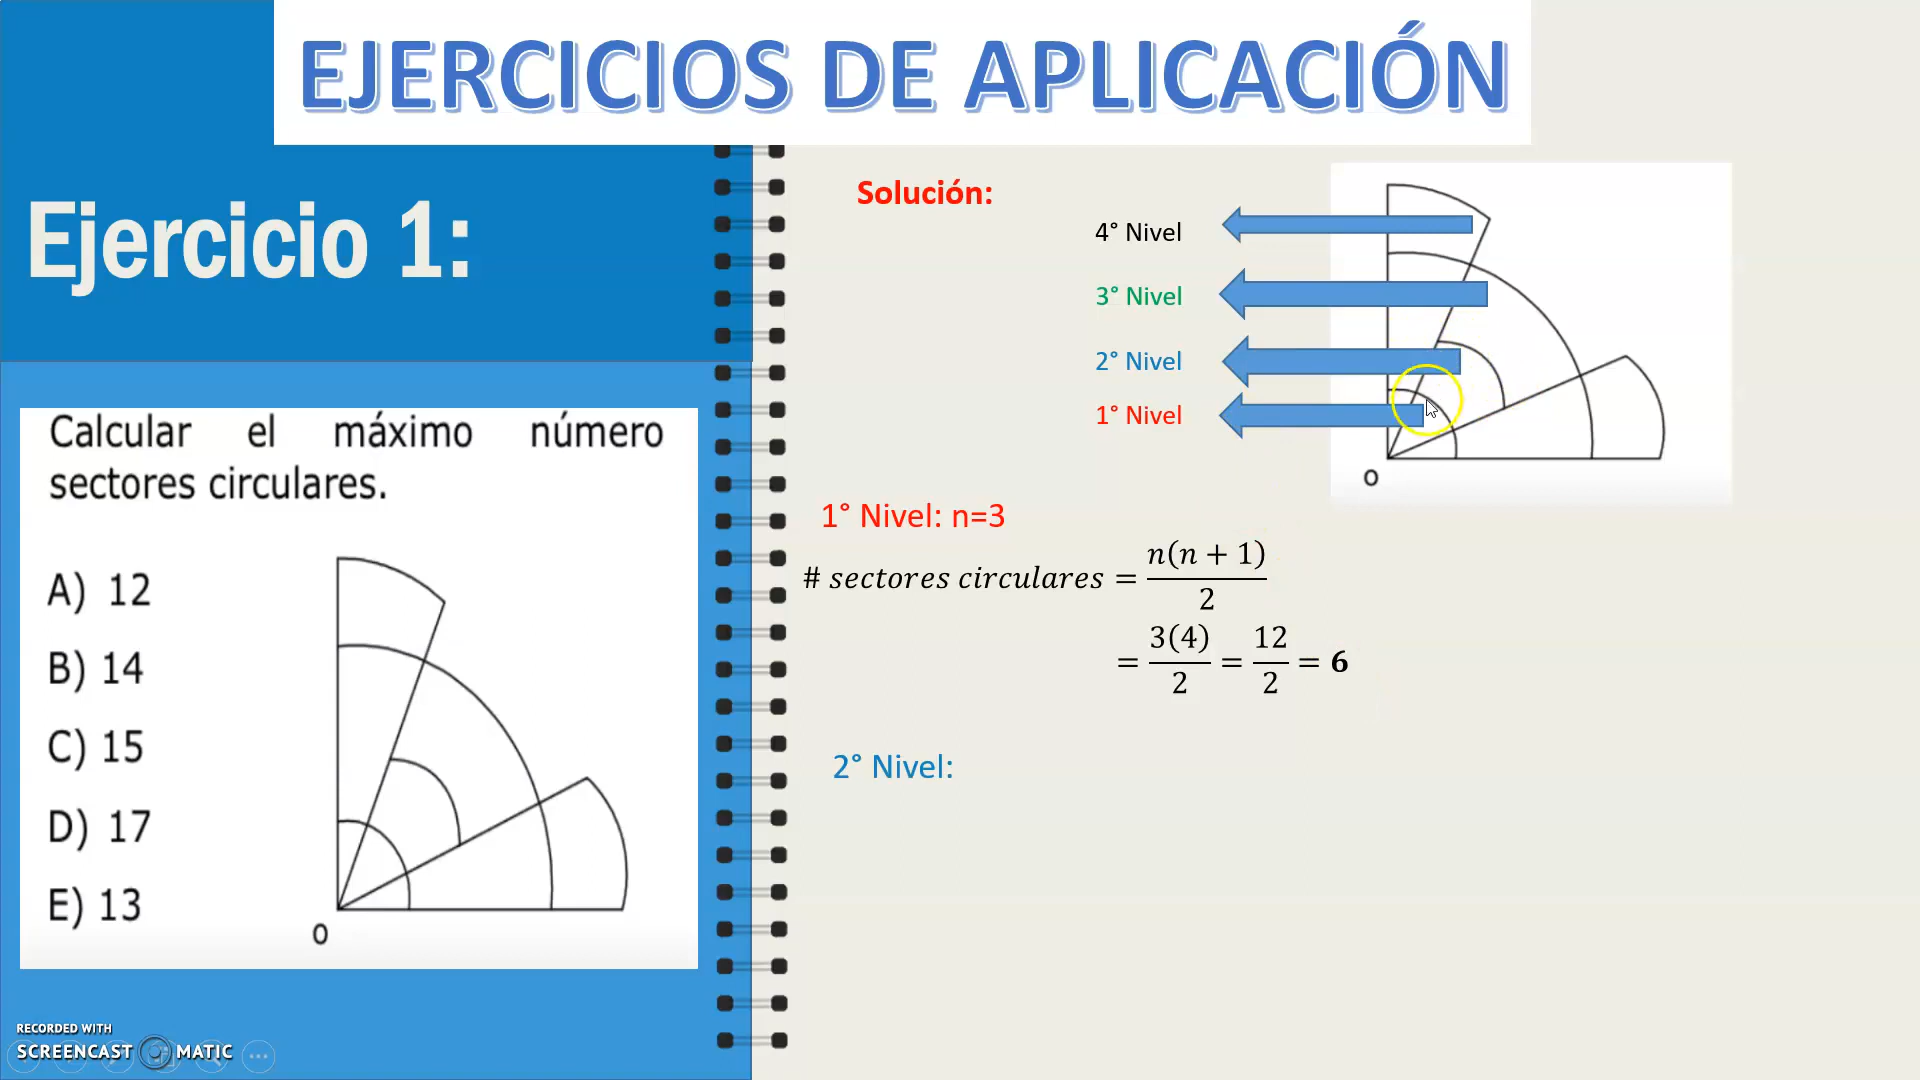 EJERCICIOS DE APLICACIÓN
Ejercicio 1:
Calcular el máximo número
sectores circulares.
A) 12
B) 14
C) 15
D) 17
E) 13
O
Solución:
4° Nivel
3° Nivel
2° Nivel
1° Nivel
O
1° Nivel: n=3
# sectores circulares = n(n + 1)/2
= 3(4)/2 = 12/2 = 6
2° Nivel:
RECORDED WITH
SCREENCAST MATIC